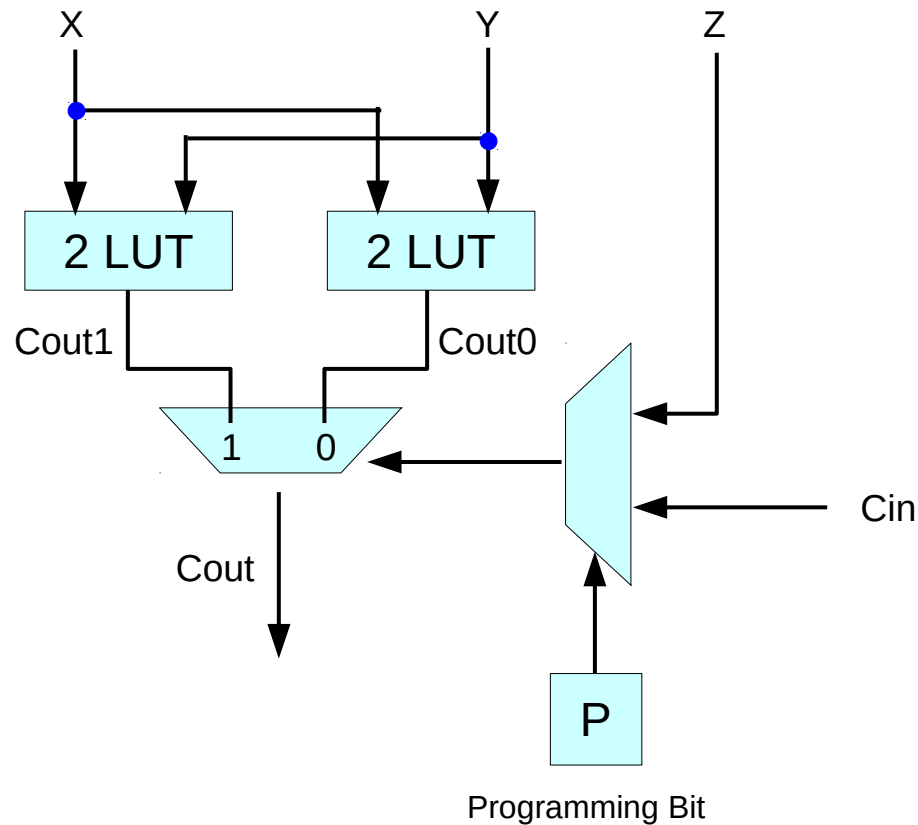 X Y Z
2 LUT 2 LUT
Cout1 Cout0
1 0
Cin
Cout
P
Programming Bit